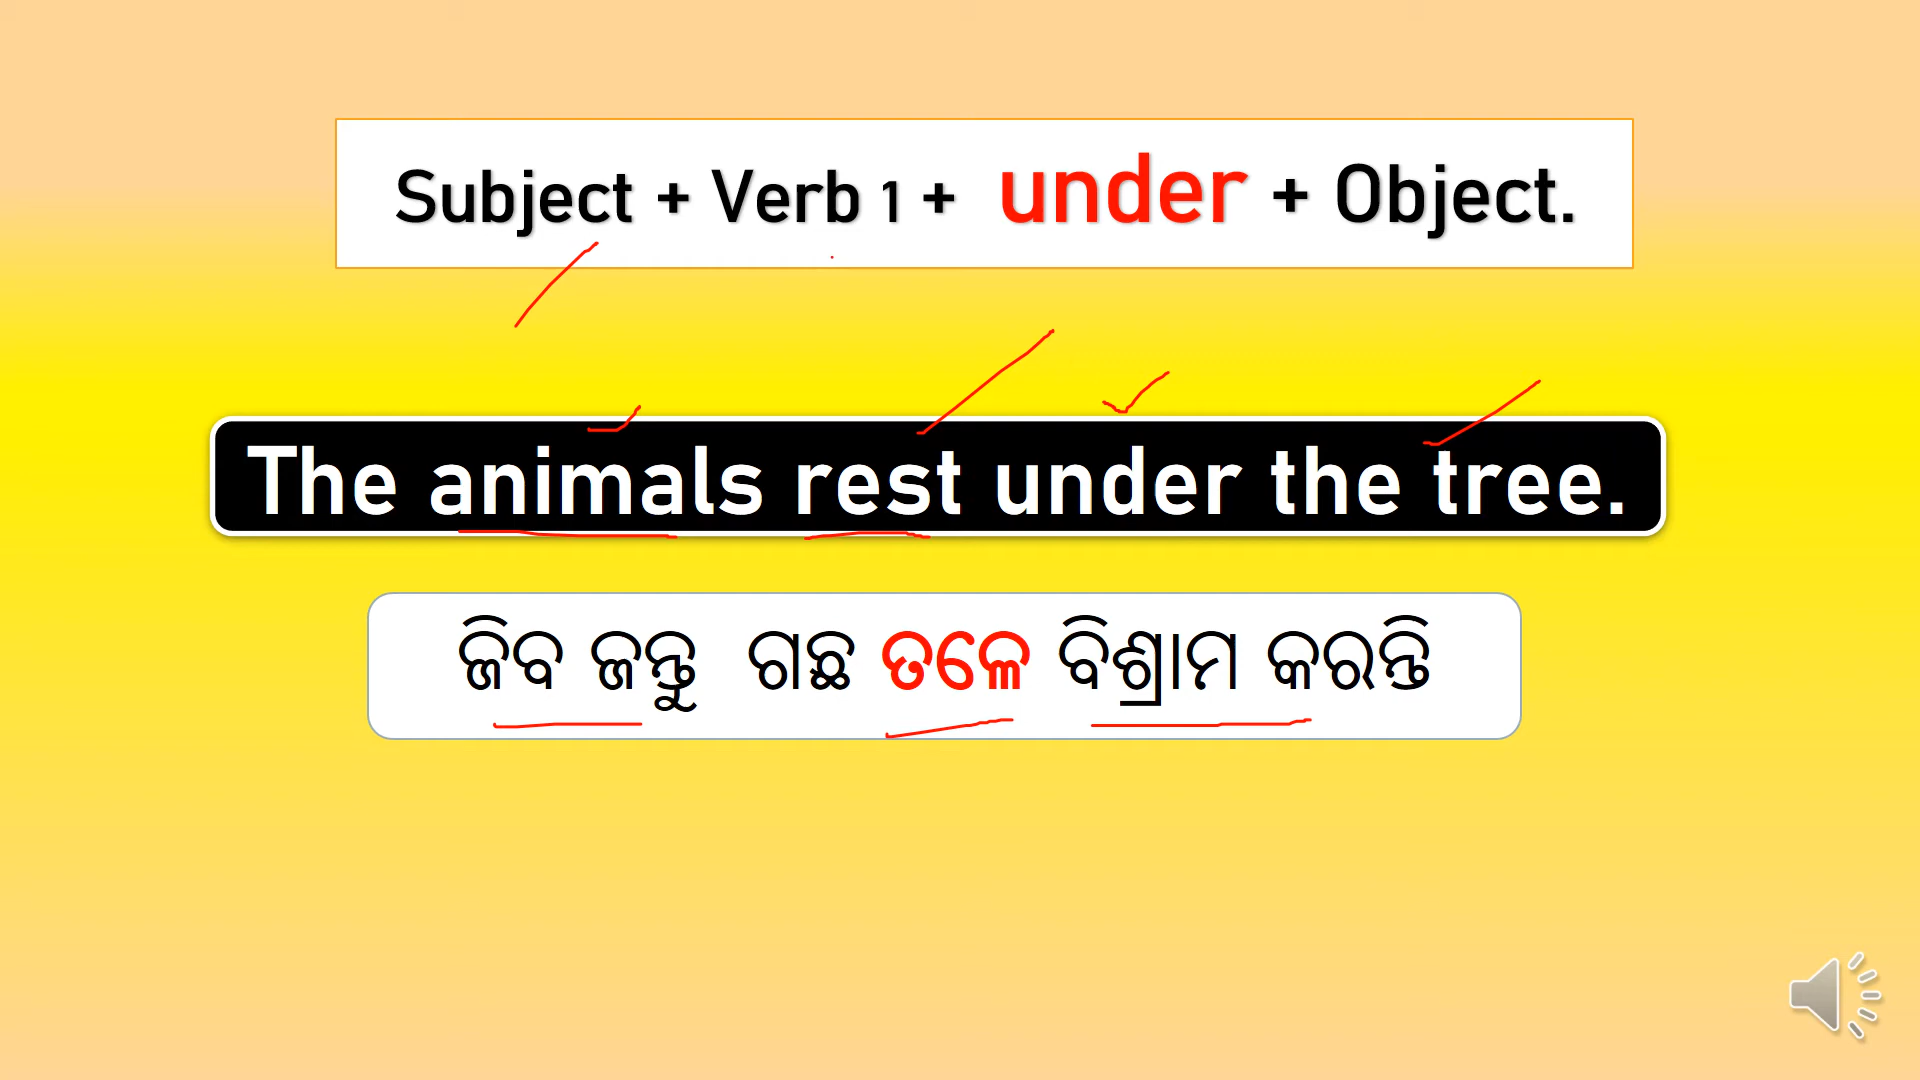 Subject + Verb 1 + under + Object.
The animals rest under the tree.
ଜିବ ଜନ୍ତୁ ଗଛ ତଳେ ବିଶ୍ରାମ କରନ୍ତି